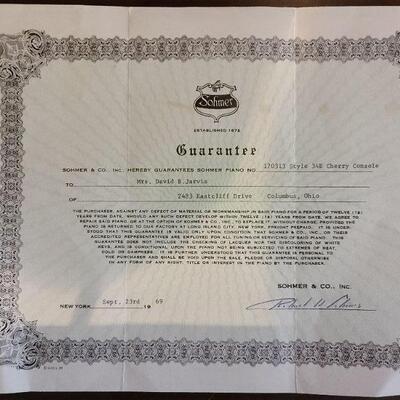 Sohmer
ESTABLISHED 1872
Guarantee
SOHMER & CO., INC. HEREBY GUARANTEES SOHMER PIANO NO. 170313 Style 34E Cherry Console
TO Mrs. David B. Jarvis
OF 7483 Eastcliff Drive Columbus, Ohio
THE PURCHASER, AGAINST ANY DEFECT OF MATERIAL OR WORKMANSHIP IN SAID PIANO FOR A PERIOD OF TWELVE (12)
YEARS FROM DATE. SHOULD ANY SUCH DEFECT DEVELOP WITHIN TWELVE (12) YEARS FROM DATE, WE AGREE TO
REPAIR SAID PIANO, OR AT THE OPTION OF SOHMER & CO., INC., TO REPLACE IT, WITHOUT CHARGE, PROVIDED THE
PIANO IS RETURNED TO OUR FACTORY AT LONG ISLAND CITY, NEW YORK, FREIGHT PREPAID. IT IS UNDER-
STOOD THAT THIS GUARANTEE IS VALID ONLY UPON CONDITION THAT SOHMER & CO., INC., OR THEIR
ACCREDITED REPRESENTATIVES ARE EMPLOYED FOR ALL TUNING OR SERVICING OF SAID PIANO. THIS
GUARANTEE DOES NOT INCLUDE THE CHECKING OF LACQUER NOR THE DISCOLORING OF WHITE
KEYS, AND IS CONDITIONAL UPON THE PIANO NOT BEING SUBJECTED TO EXTREMES OF HEAT,
COLD OR DAMPNESS. IT IS UNDERSTOOD THAT THIS GUARANTEE IS PERSONAL TO THE
PURCHASER AND SHALL BE VOID UPON THE SALE, PLEDGE OR DISPOSAL OTHERWISE
IN ANY FORM OF ANY RIGHT, TITLE OR INTEREST IN THE PIANO BY THE PURCHASER.
SOHMER & CO., INC.
NEW YORK Sept. 23rd 19 69